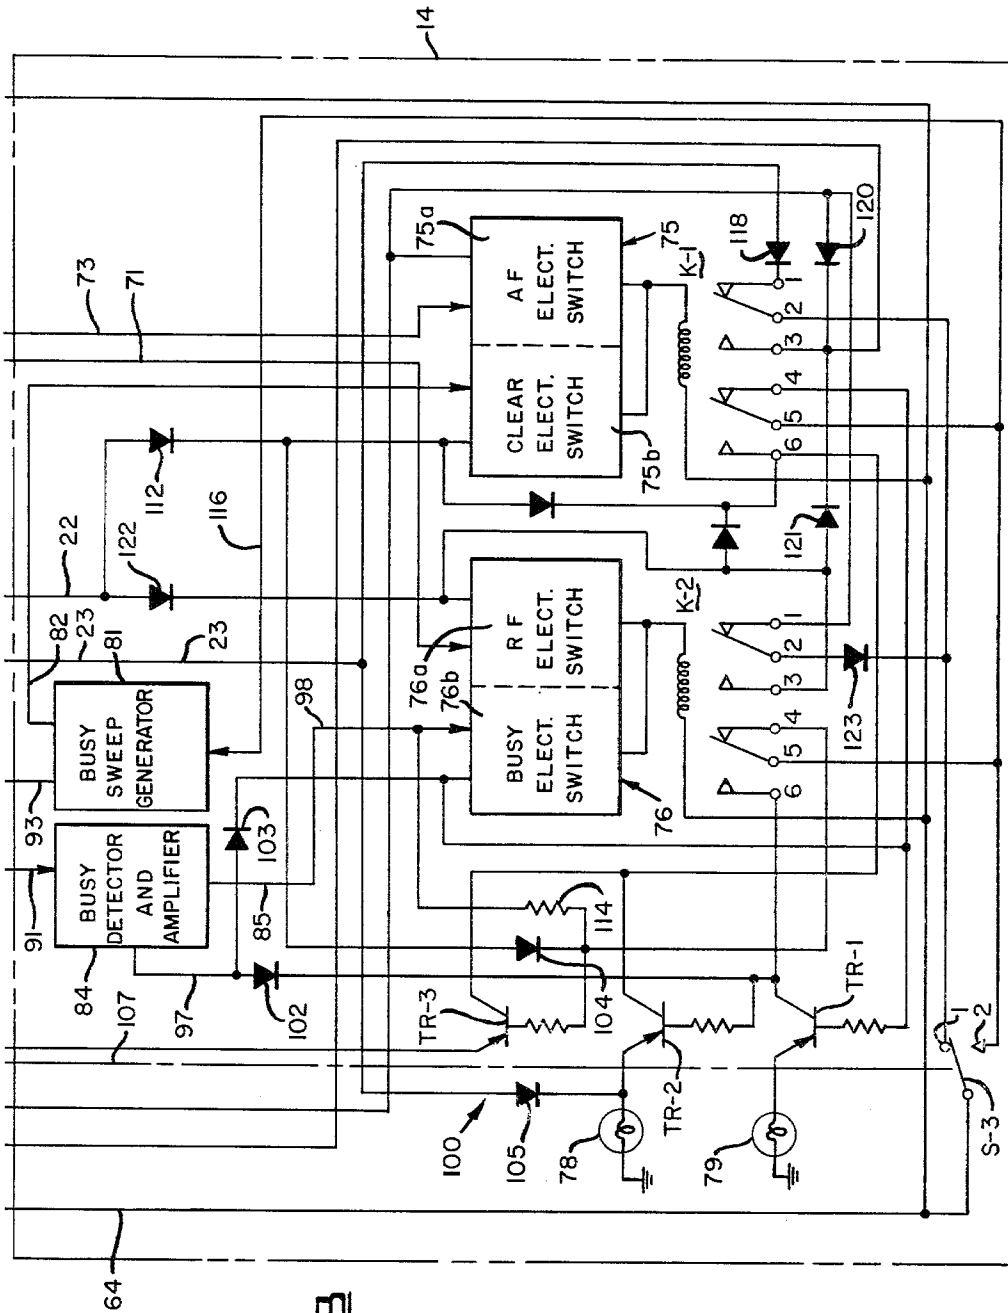 14
73
71
75a
AF
ELECT.
SWITCH
CLEAR
ELECT.
SWITCH
75b
75
K-1
118
120
1
2
3
4
5
6
112
22
122
116
82
23
81
23
BUSY
SWEEP
GENERATOR
93
98
76a
76b
RF
ELECT.
SWITCH
BUSY
ELECT.
SWITCH
76
K-2
121
123
1
2
3
4
5
6
91
BUSY
DETECTOR
AND
AMPLIFIER
84
85
103
97
102
107
114
104
TR-3
100
105
78
TR-2
79
TR-1
1
2
S-3
64
3